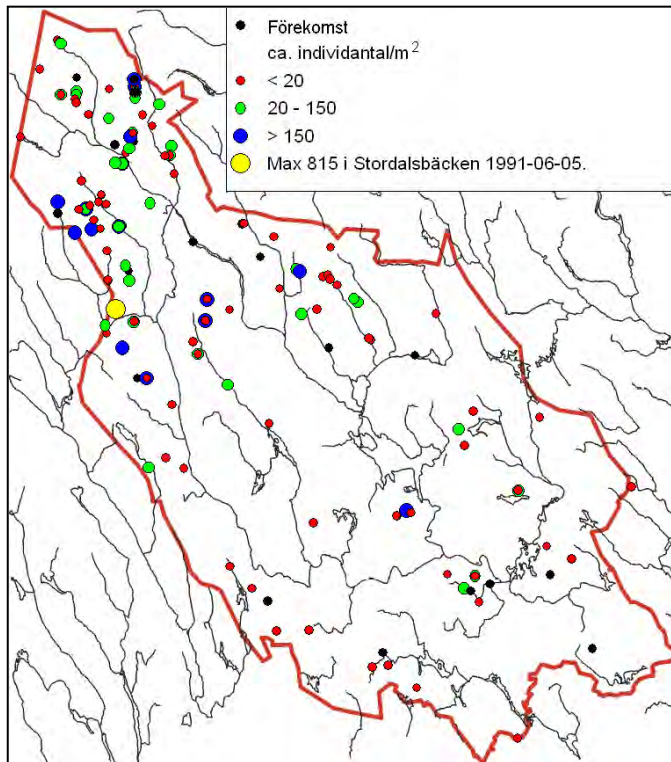 Förekomst
ca. individantal/m²
< 20
20 - 150
> 150
Max 815 i Stordalsbäcken 1991-06-05.